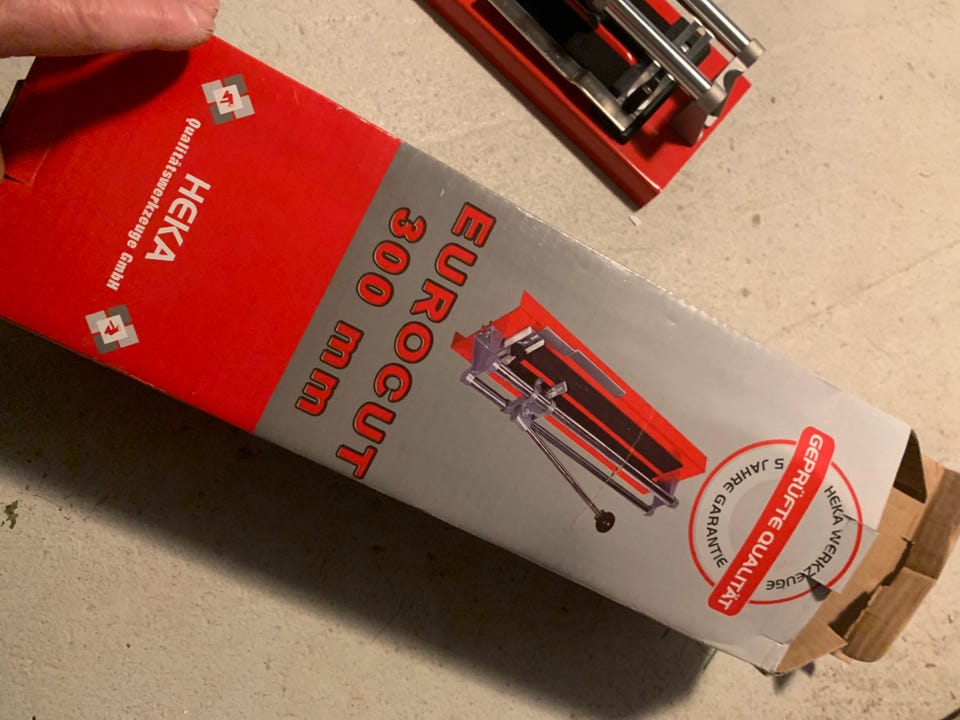 HEKA
Qualitätswerkzeuge GmbH
EUROCUT
300 mm
HEKA WERKZEUGE
GEPRÜFTE QUALITÄT
5 JAHRE GARANTIE